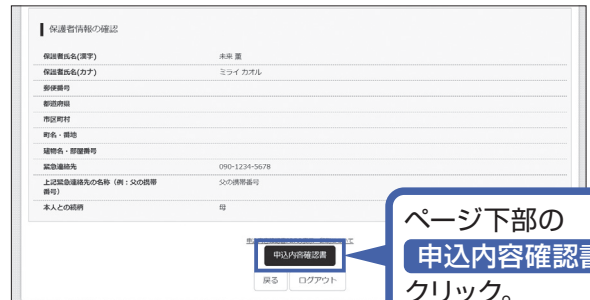 保護者情報の確認
保護者氏名(漢字) 未来 薫
保護者氏名(カナ) ミライ カオル
郵便番号
都道府県
市区町村
町名・番地
建物名・部屋番号
緊急連絡先 090-1234-5678
上記緊急連絡先の名称（例：父の携帯番号） 父の携帯番号
本人との続柄 母
申込内容確認書
戻る ログアウト
ページ下部の
申込内容確認書
クリック。